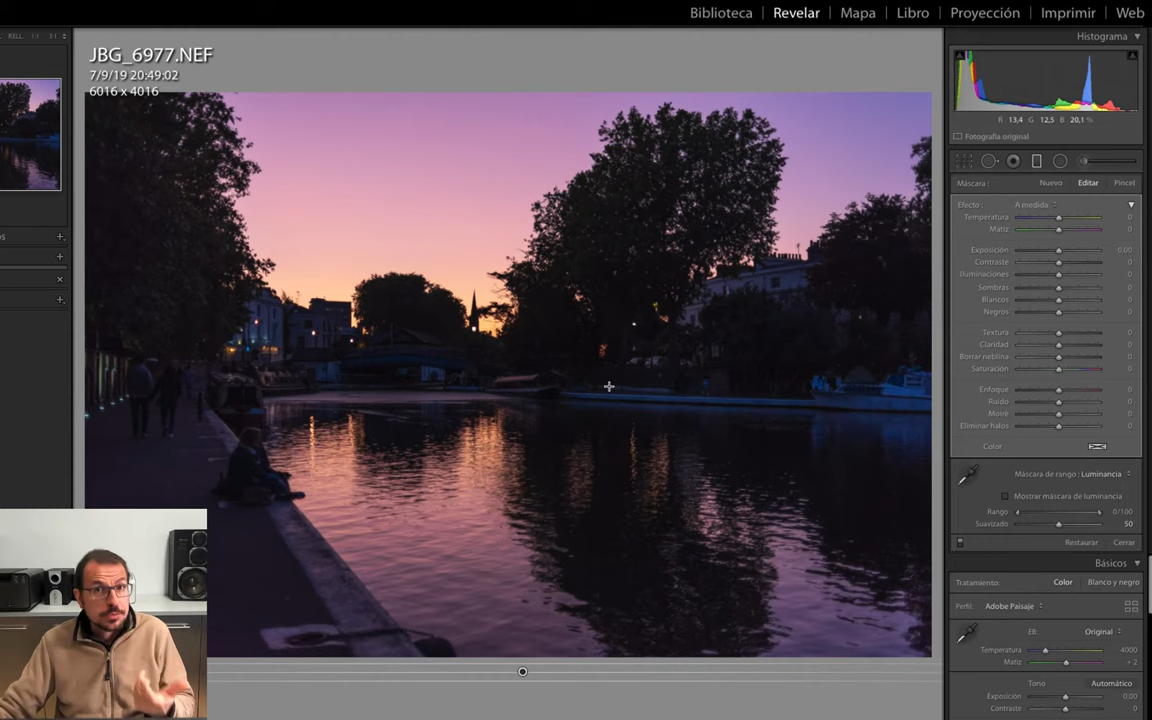 Biblioteca | Revelar | Mapa | Libro | Proyección | Imprimir | Web
RELL. 1:1
Histograma
JBG_6977.NEF
7/9/19 20:49:02
6016 x 4016
R 13,4 G 12,5 B 20,1 %
Fotografía original
Máscara : Nuevo Editar Pincel
Efecto : A medida
Temperatura 0
Matiz 0
Exposición 0,00
Contraste 0
Iluminaciones 0
Sombras 0
Blancos 0
Negros 0
Textura 0
Claridad 0
Borrar neblina 0
Saturación 0
Enfoque 0
Ruido 0
Moiré 0
Eliminar halos 0
Color
Máscara de rango : Luminancia
Mostrar máscara de luminancia
Rango 0/100
Suavizado 50
Restaurar Cerrar
Básicos
Tratamiento : Color Blanco y negro
Perfil : Adobe Paisaje
EB : Original
Temperatura 4000
Matiz + 2
Tono Automático
Exposición 0,00
Contraste 0